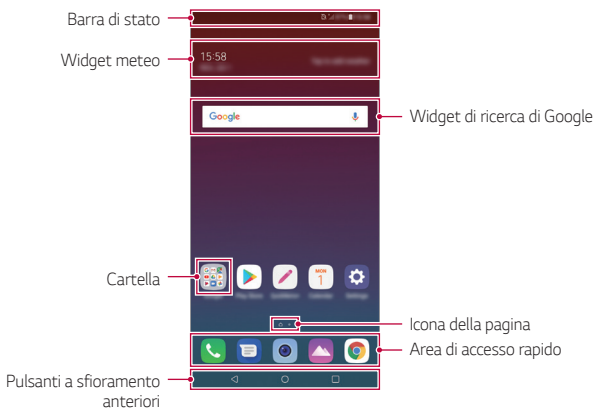 Barra di stato
Widget meteo
15:58
Google
Widget di ricerca di Google
Cartella
MON
1
Icona della pagina
Area di accesso rapido
Pulsanti a sfioramento
anteriori